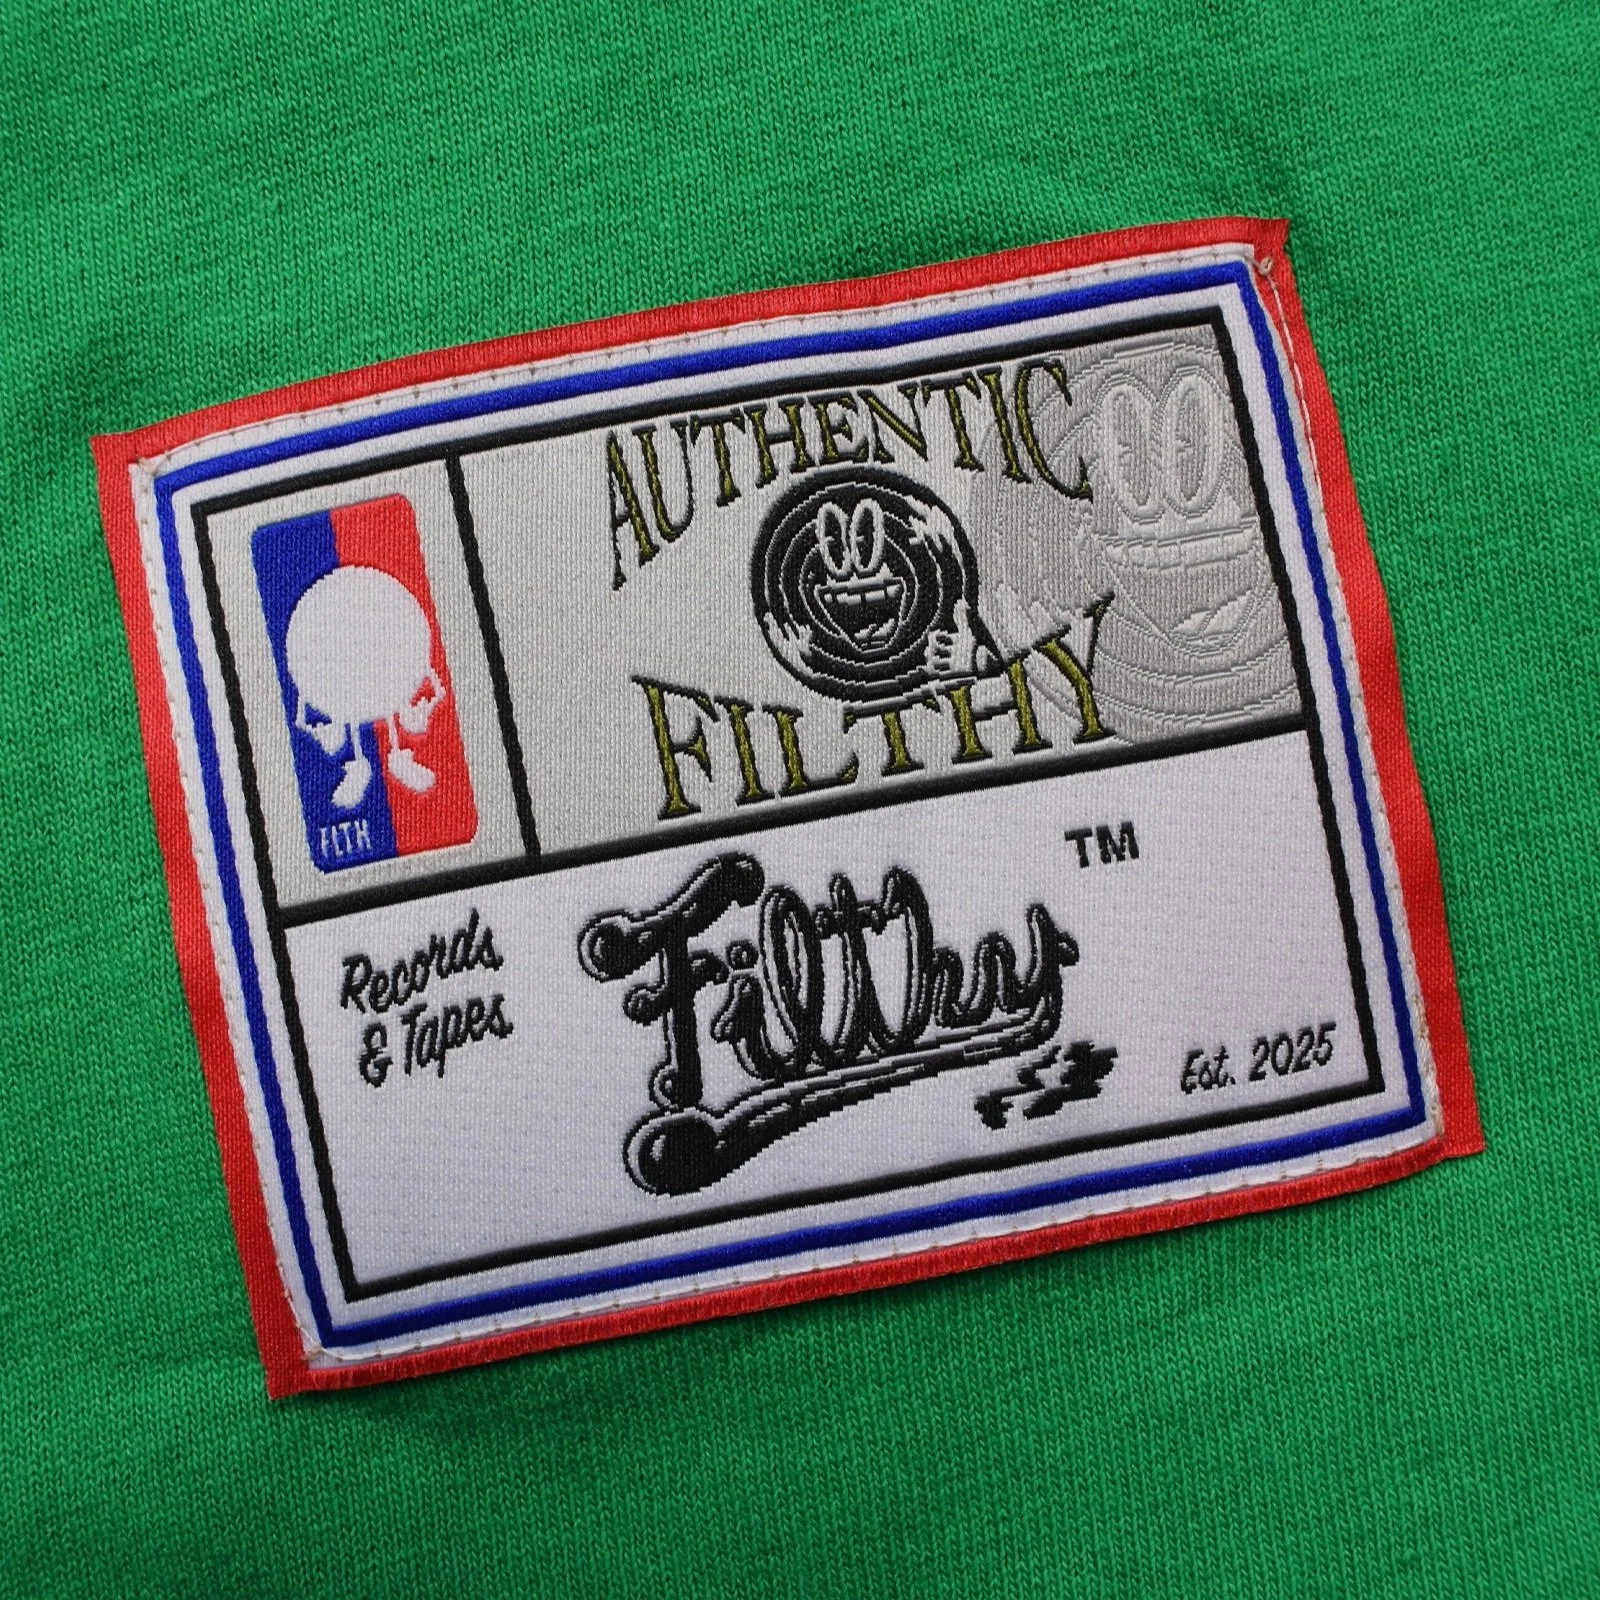 AUTHENTIC
FILTHY
FLTH
Records
& Tapes
Filthy
TM
Est. 2025